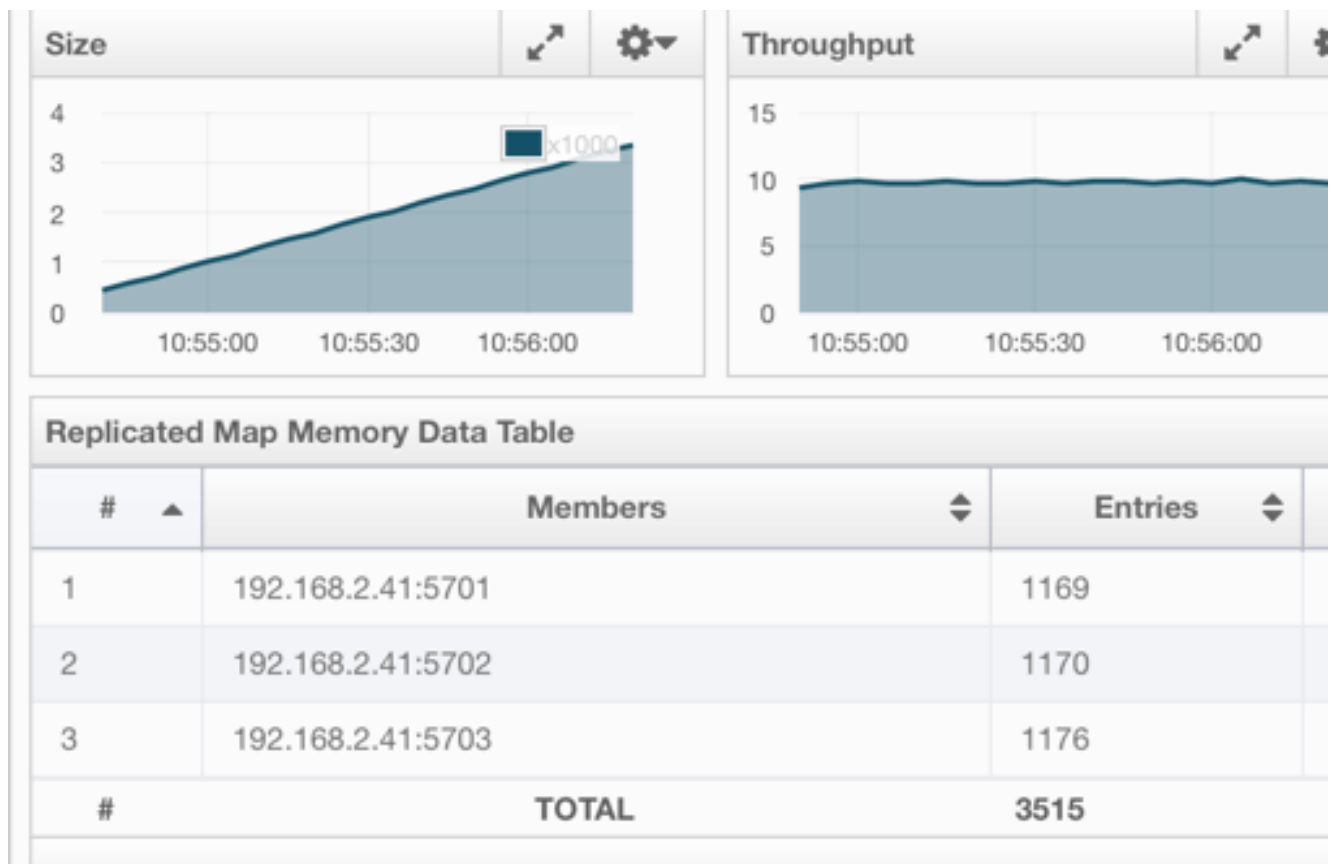 Size
Throughput
4
3
2
1
0
x1000
10:55:00 10:55:30 10:56:00
15
10
5
0
10:55:00 10:55:30 10:56:00
Replicated Map Memory Data Table
# Members Entries
1 192.168.2.41:5701 1169
2 192.168.2.41:5702 1170
3 192.168.2.41:5703 1176
# TOTAL 3515